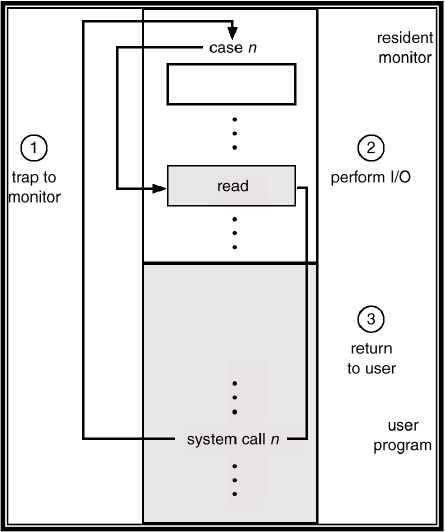 case n
resident
monitor
1
trap to
monitor
2
perform I/O
read
3
return
to user
system call n
user
program